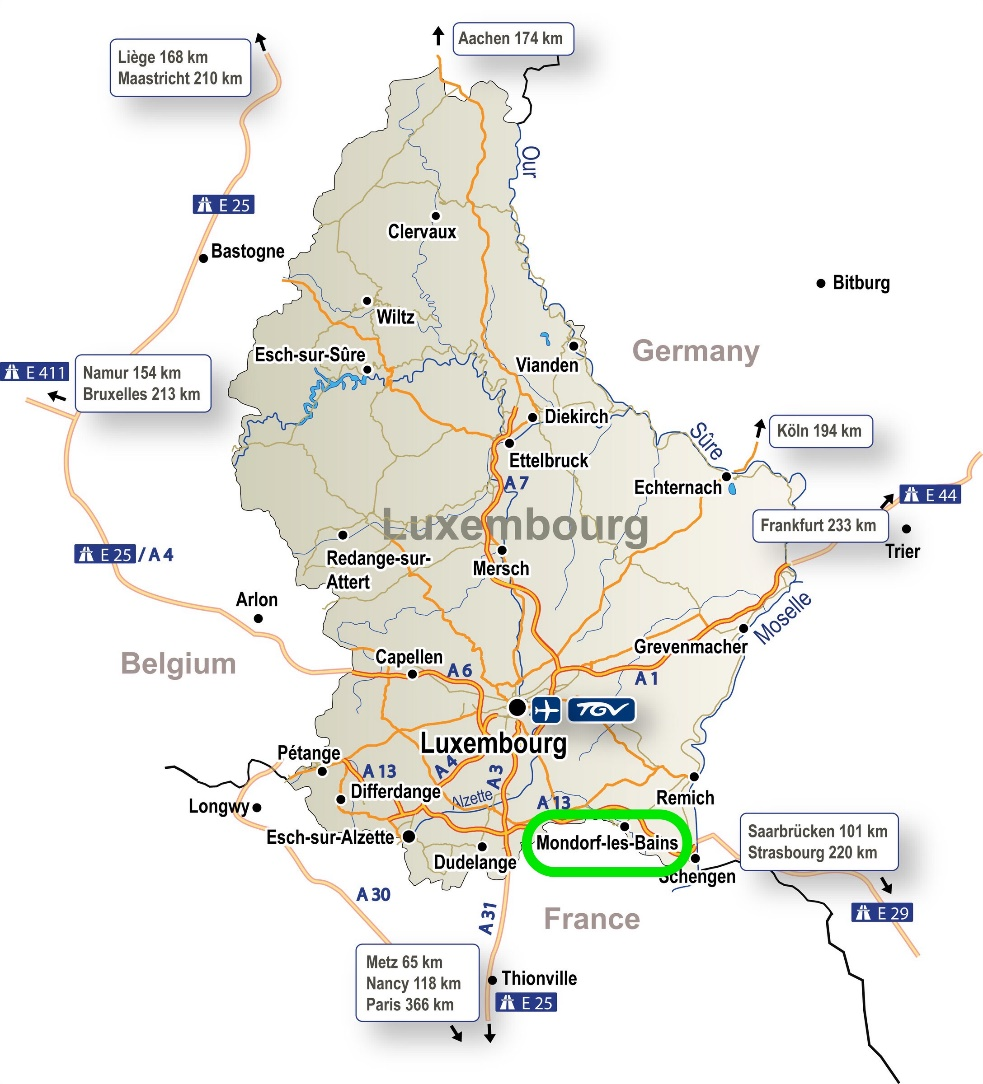 Aachen 174 km
Liège 168 km
Maastricht 210 km
Our
E 25
Clervaux
Bastogne
Bitburg
Wiltz
Esch-sur-Sûre
Vianden
Germany
E 411
Namur 154 km
Bruxelles 213 km
Diekirch
Sûre
Köln 194 km
Ettelbruck
A 7
Echternach
E 44
Luxembourg
Frankfurt 233 km
Trier
E 25 / A 4
Redange-sur-
Attert
Mersch
Arlon
Moselle
Grevenmacher
Belgium
Capellen
A 6
A 1
TGV
Luxembourg
Pétange
A 13
A 4
A 3
Differdange
Alzette
A 13
Remich
Longwy
Esch-sur-Alzette
Mondorf-les-Bains
Saarbrücken 101 km
Strasbourg 220 km
Dudelange
Schengen
A 30
A 31
France
E 29
Metz 65 km
Nancy 118 km
Paris 366 km
Thionville
E 25